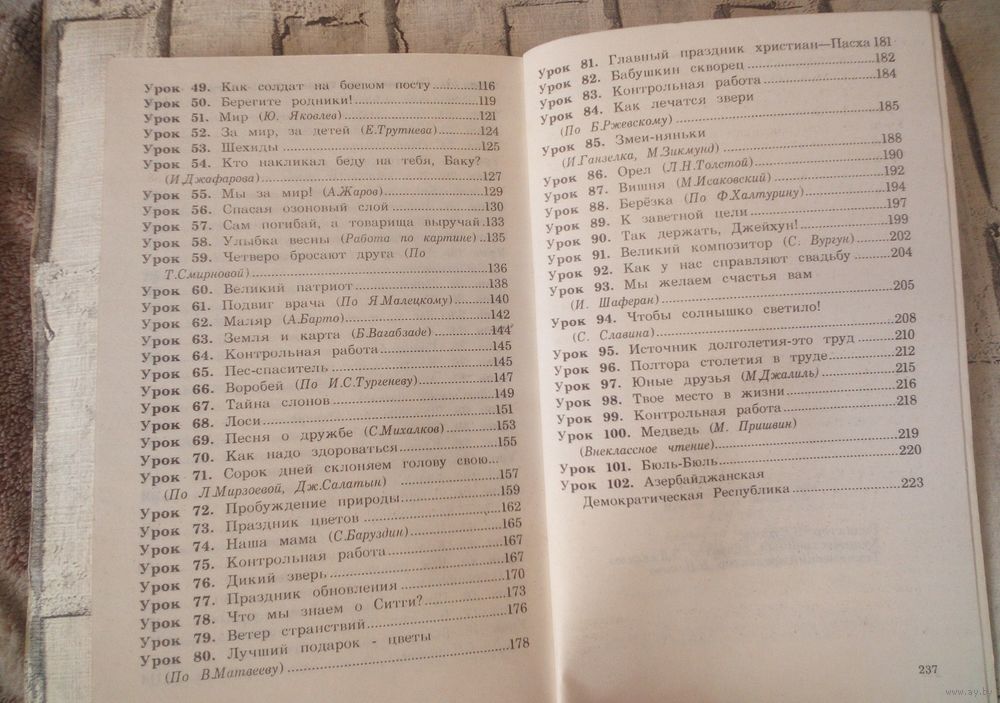 Урок 49. Как солдат на боевом посту............116
Урок 50. Берегите родники!............119
Урок 51. Мир (Ю. Яковлев)............121
Урок 52. За мир, за детей (Е.Трутнева)............124
Урок 53. Шехиды............125
Урок 54. Кто накликал беду на тебя, Баку?
(И.Джафарова)............127
Урок 55. Мы за мир! (А.Жаров)............129
Урок 56. Спасая озоновый слой............130
Урок 57. Сам погибай, а товарища выручай.133
Урок 58. Улыбка весны (Работа по картине)..135
Урок 59. Четверо бросают друга (По
Т.Смирновой)............136
Урок 60. Великий патриот............138
Урок 61. Подвиг врача (По Я.Малецкому)............140
Урок 62. Маляр (А.Барто)............142
Урок 63. Земля и карта (Б.Вагабзаде)............144
Урок 64. Контрольная работа............145
Урок 65. Пес-спаситель............145
Урок 66. Воробей (По И.С.Тургеневу)............147
Урок 67. Тайна слонов............149
Урок 68. Лоси............151
Урок 69. Песня о дружбе (С.Михалков)............153
Урок 70. Как надо здороваться............155
Урок 71. Сорок дней склоняем голову свою...
(По Л.Мирзоевой, Дж.Салатын)............157
Урок 72. Пробуждение природы............159
Урок 73. Праздник цветов............162
Урок 74. Наша мама (С.Баруздин)............165
Урок 75. Контрольная работа............167
Урок 76. Дикий зверь............167
Урок 77. Праздник обновления............170
Урок 78. Что мы знаем о Ситги?............173
Урок 79. Ветер странствий............176
Урок 80. Лучший подарок - цветы
(По В.Матвееву)............178
Урок 81. Главный праздник христиан—Пасха 181
Урок 82. Бабушкин скворец............182
Урок 83. Контрольная работа............184
Урок 84. Как лечатся звери
(По Б.Ржевскому)............185
Урок 85. Змеи-няньки
(И.Ганзелка, М.Зикмунд)............188
Урок 86. Орел (Л.Н.Толстой)............190
Урок 87. Вишня (М.Исаковский)............192
Урок 88. Берёзка (По Ф.Халтурину)............194
Урок 89. К заветной цели............197
Урок 90. Так держать, Джейхун!............199
Урок 91. Великий композитор (С. Вургун)............202
Урок 92. Как у нас справляют свадьбу............204
Урок 93. Мы желаем счастья вам
(И. Шаферан)............205
Урок 94. Чтобы солнышко светило!
(С. Славина)............208
Урок 95. Источник долголетия-это труд............210
Урок 96. Полтора столетия в труде............212
Урок 97. Юные друзья (М.Джалиль)............215
Урок 98. Твое место в жизни............216
Урок 99. Контрольная работа............218
Урок 100. Медведь (М. Пришвин)
(Внеклассное чтение)............219
Урок 101. Бюль-Бюль............220
Урок 102. Азербайджанская
Демократическая Республика............223
237
www.ay.by